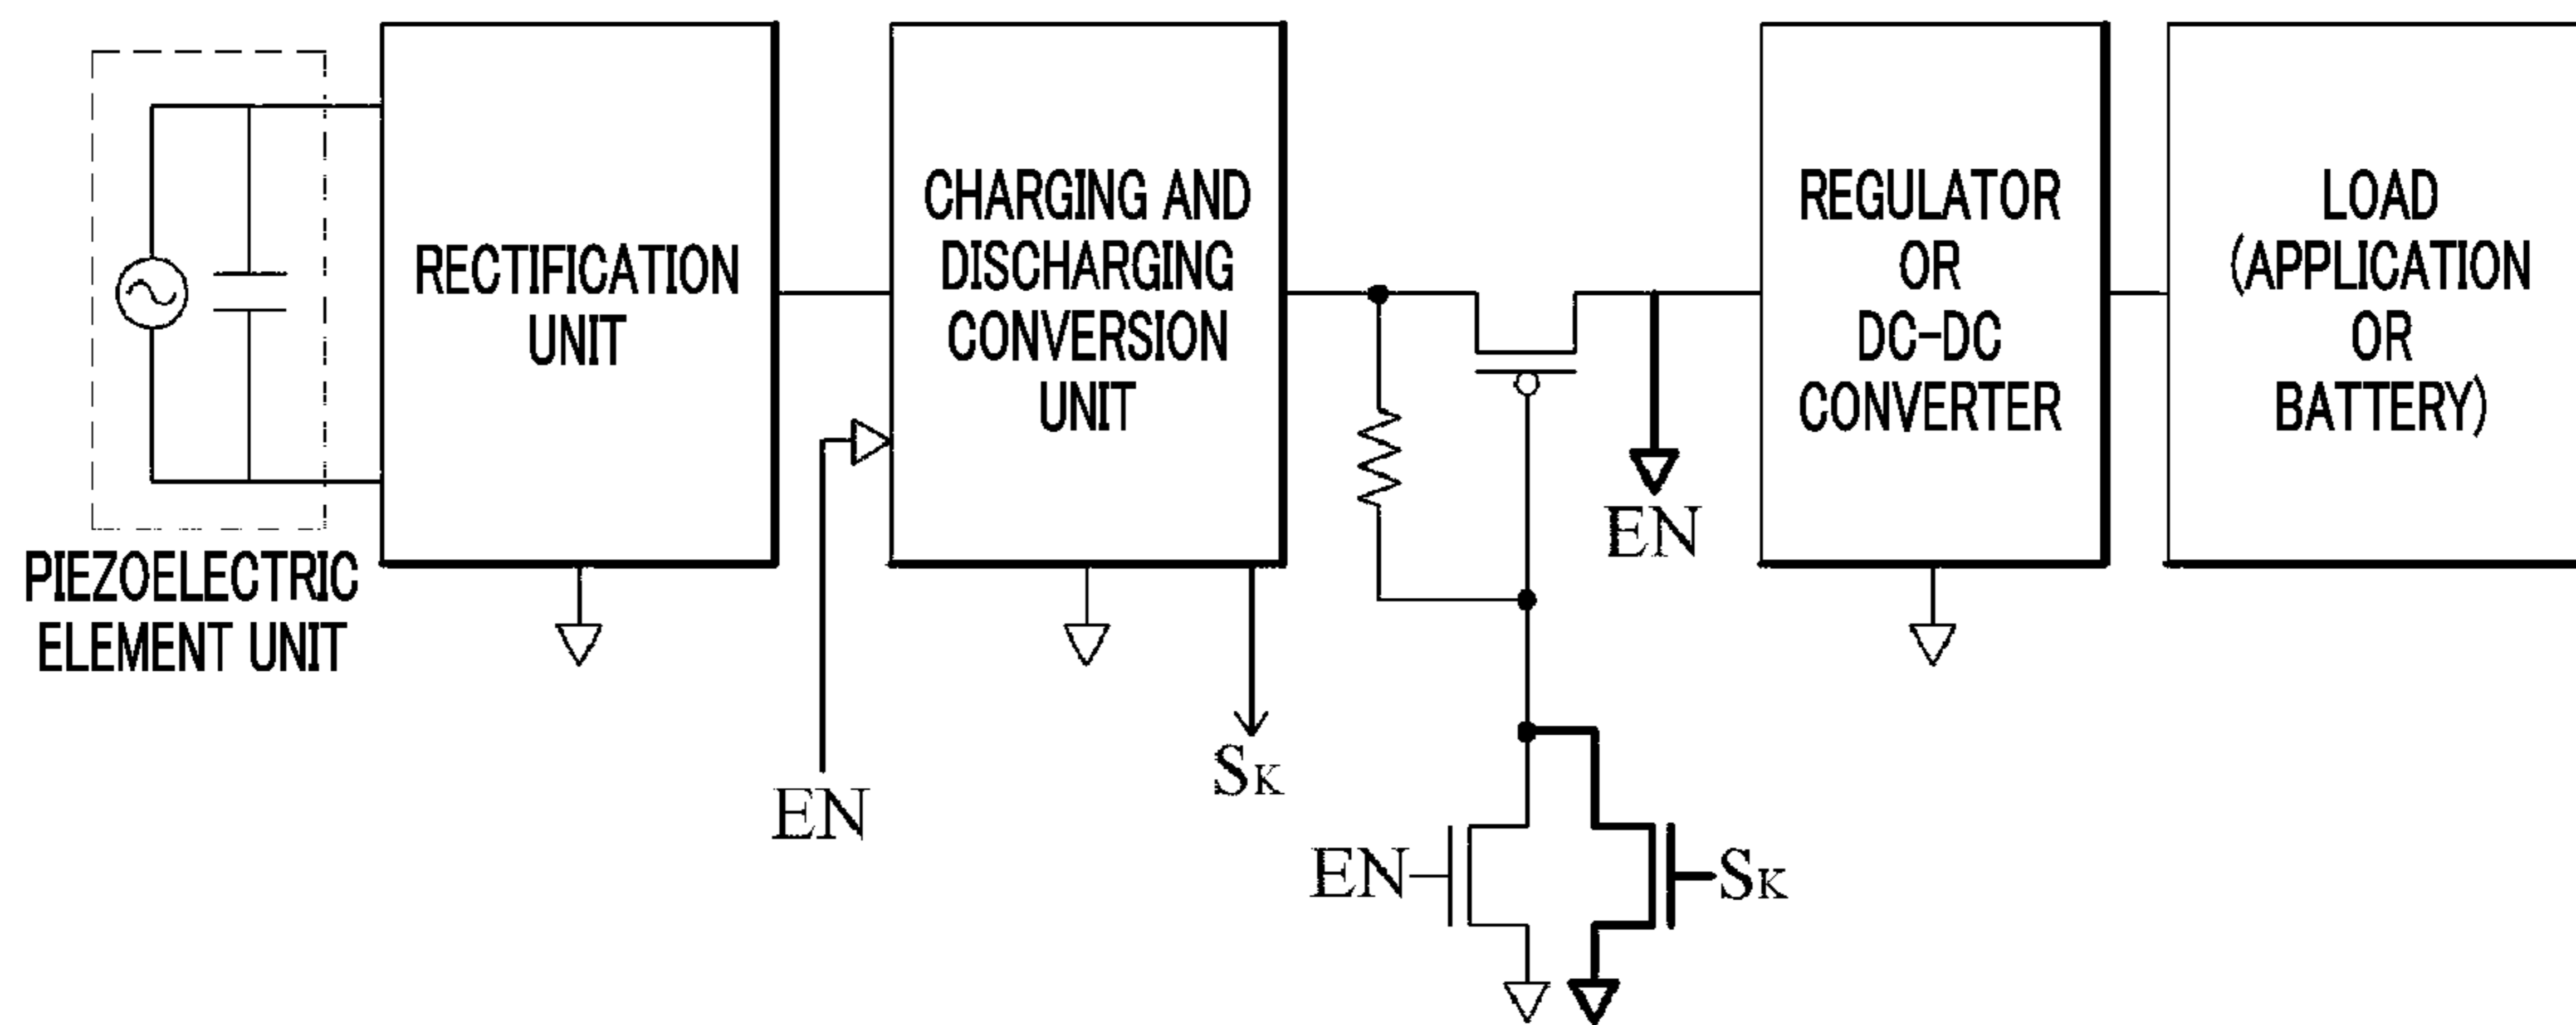 PIEZOELECTRIC
ELEMENT UNIT
RECTIFICATION
UNIT
CHARGING AND
DISCHARGING
CONVERSION
UNIT
REGULATOR
OR
DC-DC
CONVERTER
LOAD
(APPLICATION
OR
BATTERY)
EN
SK
EN
EN
SK